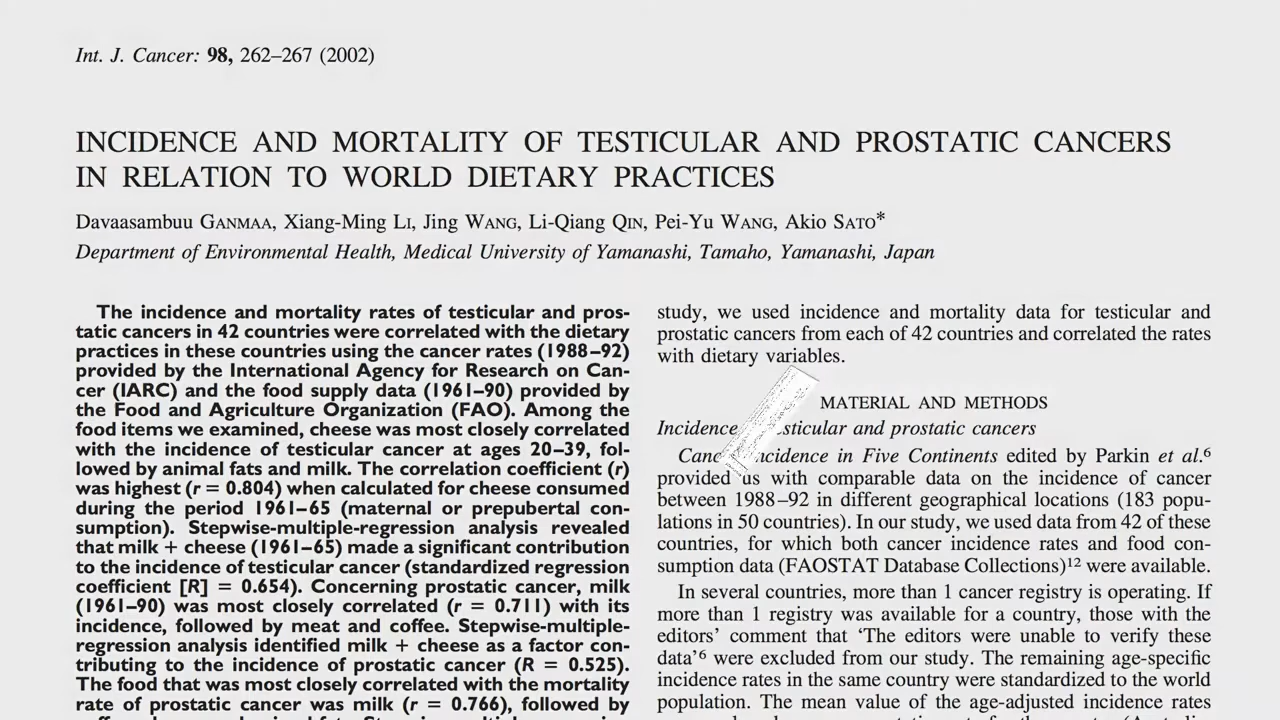 Int. J. Cancer: 98, 262–267 (2002)
INCIDENCE AND MORTALITY OF TESTICULAR AND PROSTATIC CANCERS
IN RELATION TO WORLD DIETARY PRACTICES
Davaasambuu GANMAA, Xiang-Ming LI, Jing WANG, Li-Qiang QIN, Pei-Yu WANG, Akio SATO*
Department of Environmental Health, Medical University of Yamanashi, Tamaho, Yamanashi, Japan
The incidence and mortality rates of testicular and pros-
tatic cancers in 42 countries were correlated with the dietary
practices in these countries using the cancer rates (1988–92)
provided by the International Agency for Research on Can-
cer (IARC) and the food supply data (1961–90) provided by
the Food and Agriculture Organization (FAO). Among the
food items we examined, cheese was most closely correlated
with the incidence of testicular cancer at ages 20–39, fol-
lowed by animal fats and milk. The correlation coefficient (r)
was highest (r = 0.804) when calculated for cheese consumed
during the period 1961–65 (maternal or prepubertal con-
sumption). Stepwise-multiple-regression analysis revealed
that milk + cheese (1961–65) made a significant contribution
to the incidence of testicular cancer (standardized regression
coefficient [R] = 0.654). Concerning prostatic cancer, milk
(1961–90) was most closely correlated (r = 0.711) with its
incidence, followed by meat and coffee. Stepwise-multiple-
regression analysis identified milk + cheese as a factor con-
tributing to the incidence of prostatic cancer (R = 0.525).
The food that was most closely correlated with the mortality
rate of prostatic cancer was milk (r = 0.766), followed by
study, we used incidence and mortality data for testicular and
prostatic cancers from each of 42 countries and correlated the rates
with dietary variables.
MATERIAL AND METHODS
Incidence sticular and prostatic cancers
Canc incidence in Five Continents edited by Parkin et al.⁶
provided us with comparable data on the incidence of cancer
between 1988–92 in different geographical locations (183 popu-
lations in 50 countries). In our study, we used data from 42 of these
countries, for which both cancer incidence rates and food con-
sumption data (FAOSTAT Database Collections)¹² were available.
In several countries, more than 1 cancer registry is operating. If
more than 1 registry was available for a country, those with the
editors' comment that 'The editors were unable to verify these
data'⁶ were excluded from our study. The remaining age-specific
incidence rates in the same country were standardized to the world
population. The mean value of the age-adjusted incidence rates